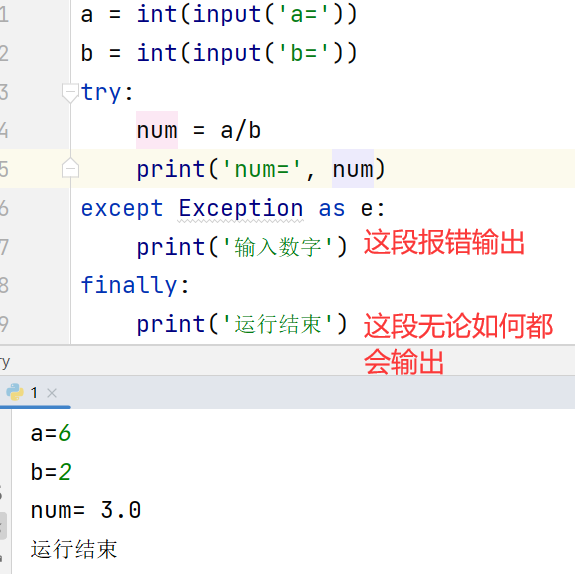 1 a = int(input('a='))
2 b = int(input('b='))
3 try:
4 num = a/b
5 print('num=', num)
6 except Exception as e:
7 print('输入数字') 这段报错输出
8 finally:
9 print('运行结束') 这段无论如何都
会输出
ry
1 ×
a=6
b=2
num= 3.0
运行结束